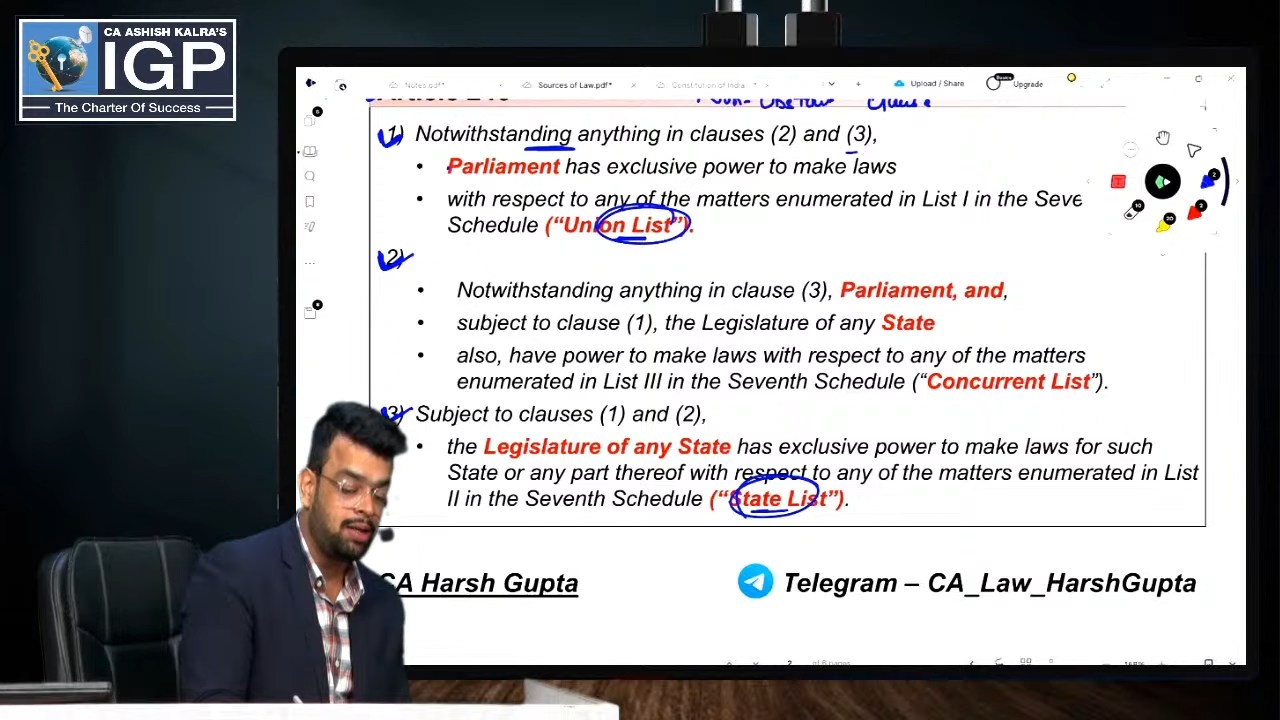 CA ASHISH KALRA'S
IGP
The Charter Of Success
Notes.pdf*
Sources of Law.pdf*
Constitution of India
Upload / Share
Upgrade
1) Notwithstanding anything in clauses (2) and (3),
• Parliament has exclusive power to make laws
• with respect to any of the matters enumerated in List I in the Seve
Schedule (“Union List”).
2)
• Notwithstanding anything in clause (3), Parliament, and,
• subject to clause (1), the Legislature of any State
• also, have power to make laws with respect to any of the matters
enumerated in List III in the Seventh Schedule (“Concurrent List”).
3) Subject to clauses (1) and (2),
• the Legislature of any State has exclusive power to make laws for such
State or any part thereof with respect to any of the matters enumerated in List
II in the Seventh Schedule (“State List”).
CA Harsh Gupta
Telegram – CA_Law_HarshGupta